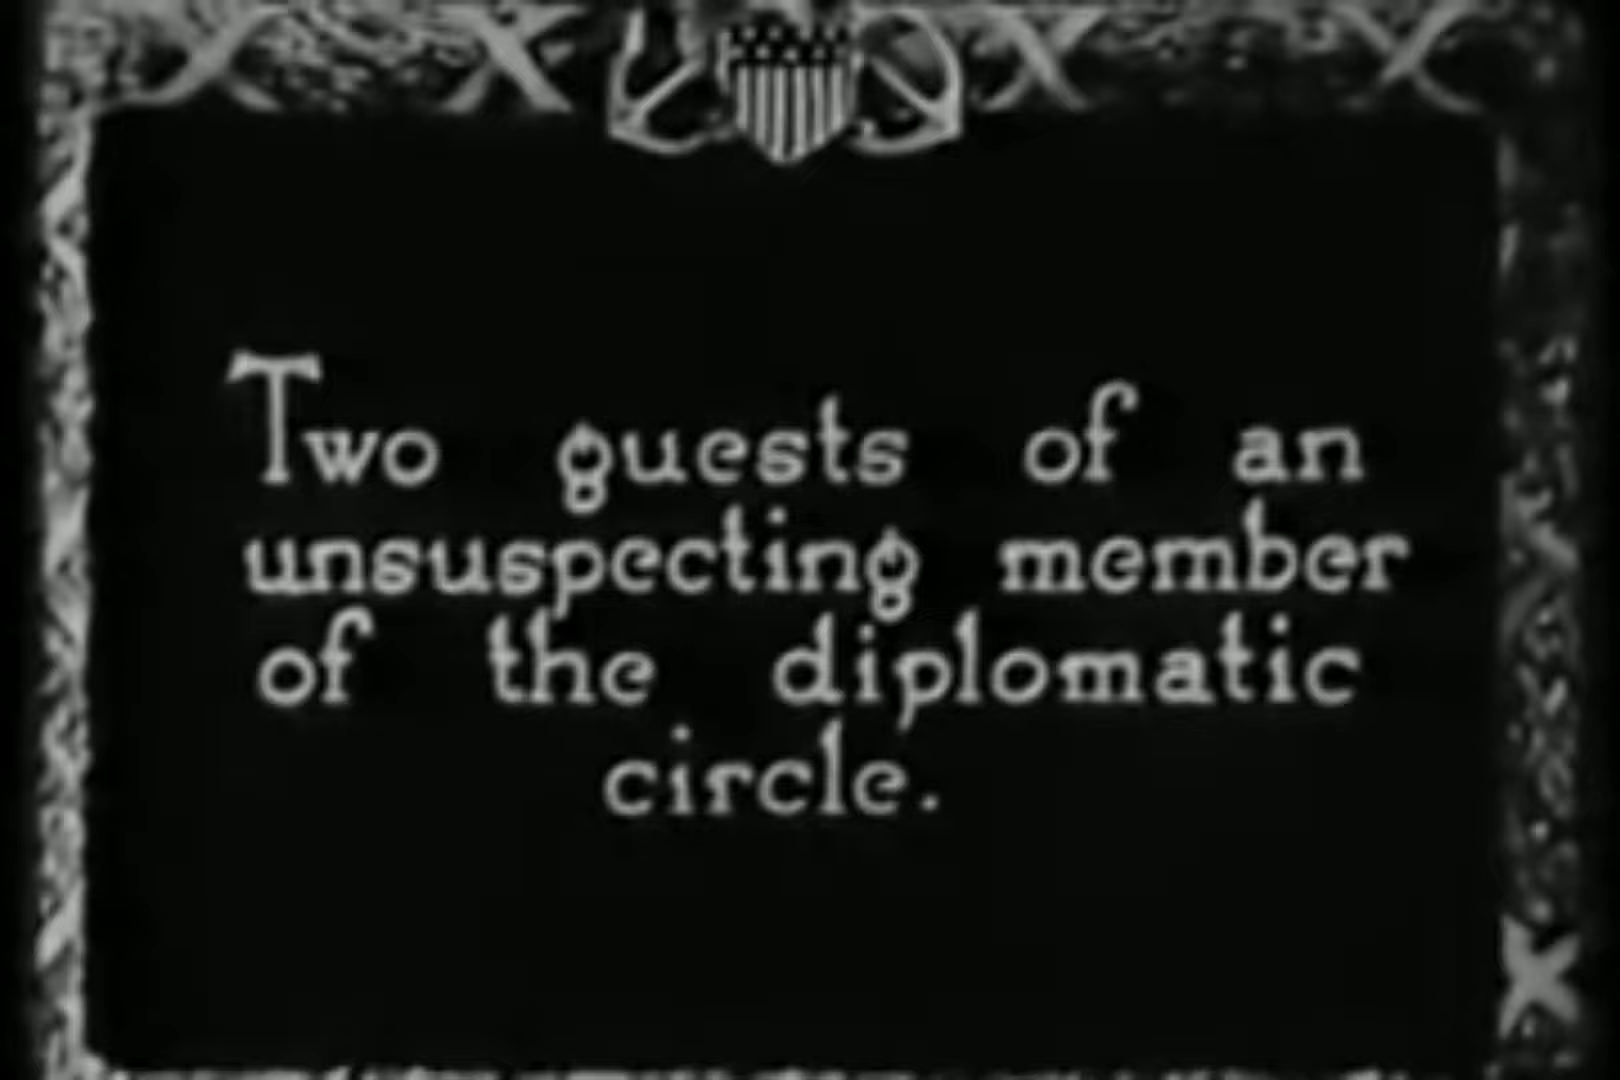 Two guests of an
unsuspecting member
of the diplomatic
circle.